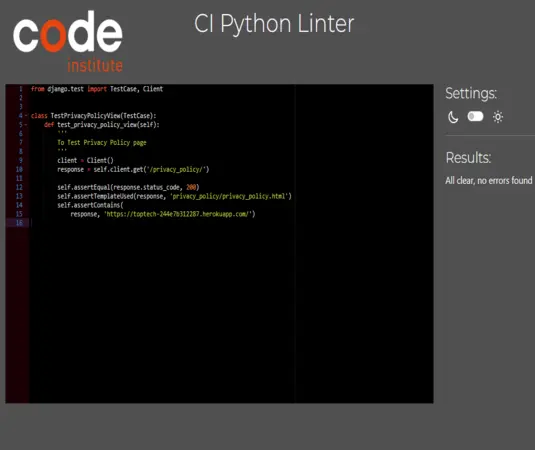 code
institute
CI Python Linter
1 from django.test import TestCase, Client
2
3
4 class TestPrivacyPolicyView(TestCase):
5 def test_privacy_policy_view(self):
6 '''
7 To Test Privacy Policy page
8 '''
9 client = Client()
10 response = self.client.get('/privacy_policy/')
11
12 self.assertEqual(response.status_code, 200)
13 self.assertTemplateUsed(response, 'privacy_policy/privacy_policy.html')
14 self.assertContains(
15 response, 'https://toptech-244e7b312287.herokuapp.com/')
16
Settings:
Results:
All clear, no errors found